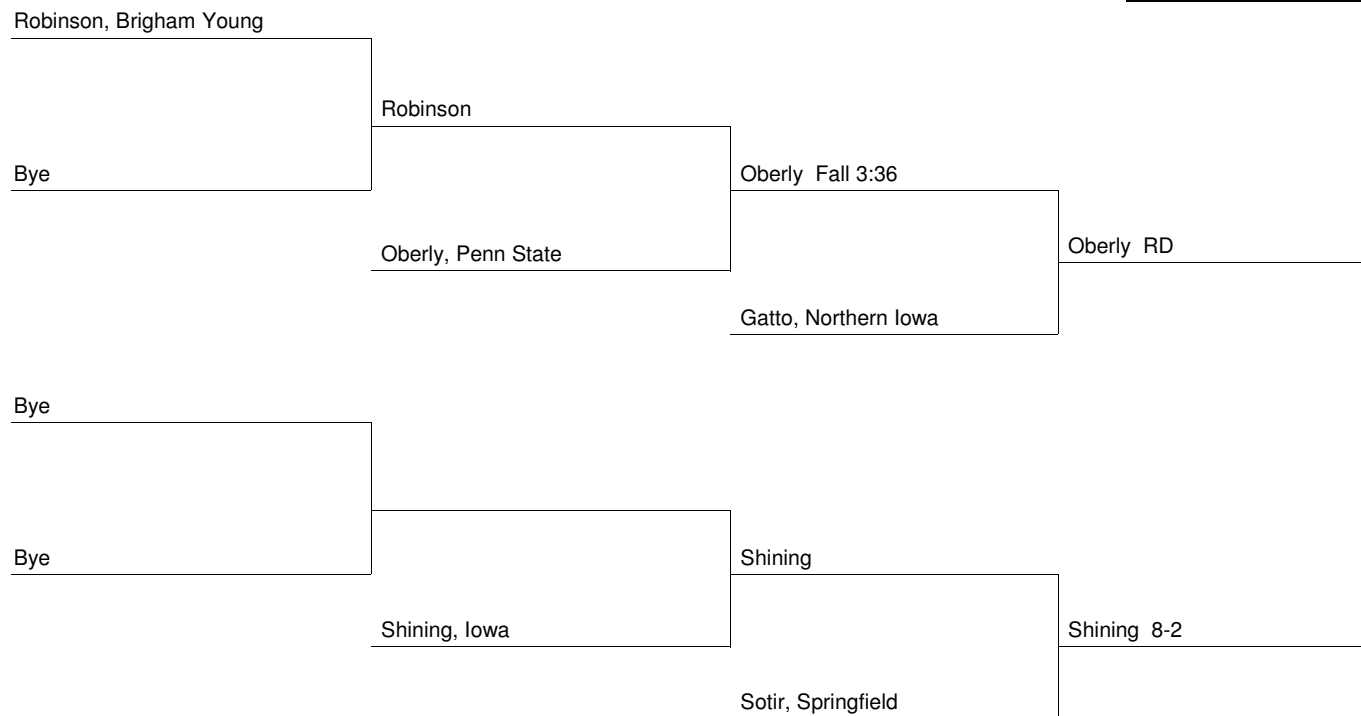 Robinson, Brigham Young
Robinson
Bye
Oberly  Fall 3:36
Oberly  RD
Oberly, Penn State
Gatto, Northern Iowa
Bye
Bye
Shining
Shining, Iowa
Shining  8-2
Sotir, Springfield